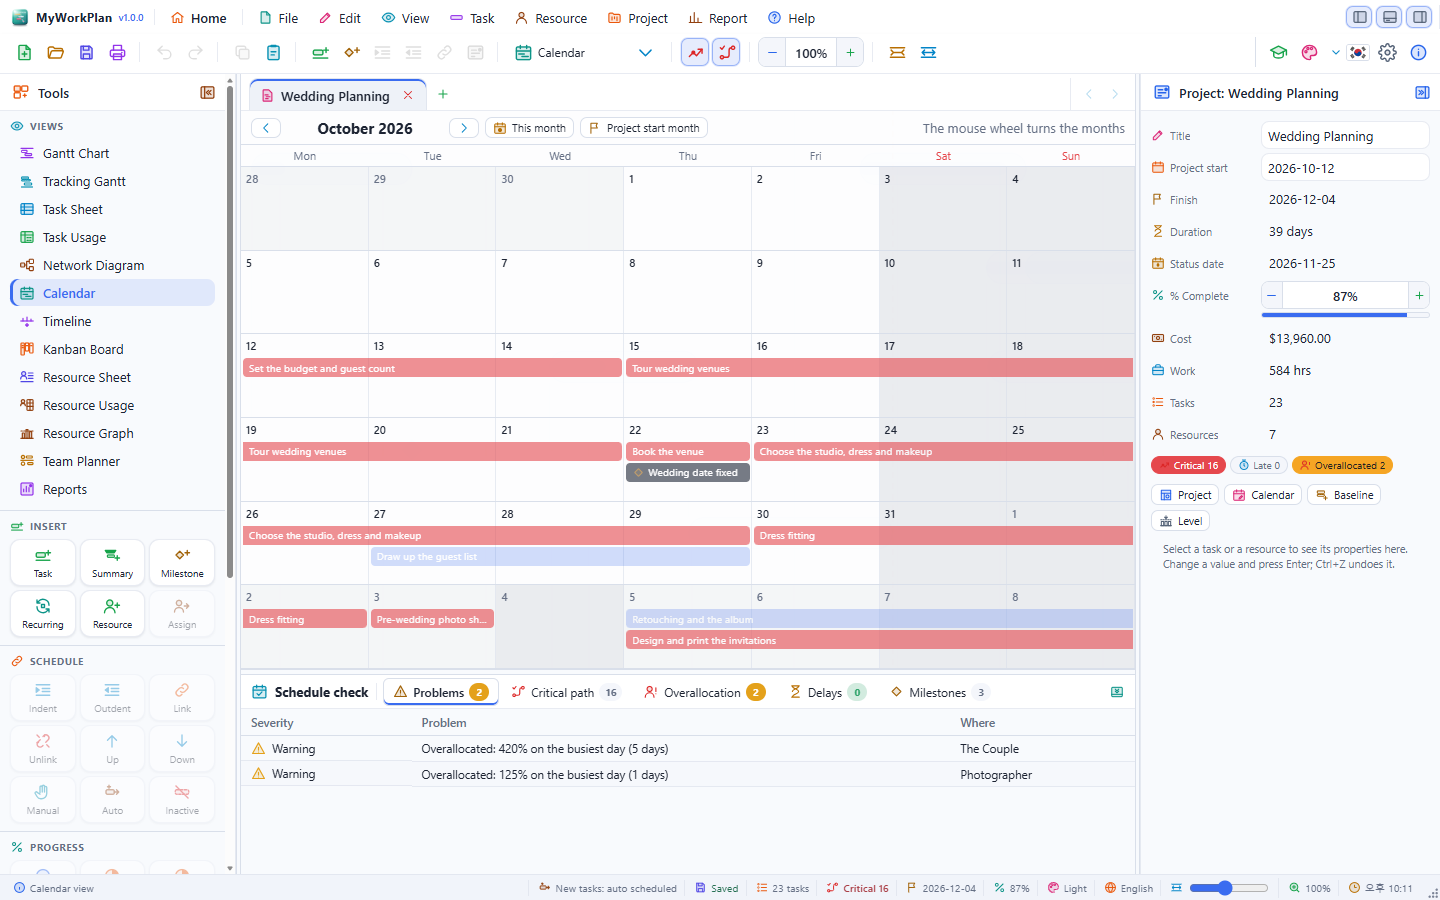 MyWorkPlan v1.0.0 Home File Edit View Task Resource Project Report Help
Calendar 100%
Tools
VIEWS
Gantt Chart
Tracking Gantt
Task Sheet
Task Usage
Network Diagram
Calendar
Timeline
Kanban Board
Resource Sheet
Resource Usage
Resource Graph
Team Planner
Reports
INSERT
Task Summary Milestone
Recurring Resource Assign
SCHEDULE
Indent Outdent Link
Unlink Up Down
Manual Auto Inactive
PROGRESS
Wedding Planning
October 2026 This month Project start month The mouse wheel turns the months
Mon Tue Wed Thu Fri Sat Sun
28 29 30 1 2 3 4
5 6 7 8 9 10 11
12 13 14 15 16 17 18
Set the budget and guest count Tour wedding venues
19 20 21 22 23 24 25
Tour wedding venues Book the venue Choose the studio, dress and makeup
Wedding date fixed
26 27 28 29 30 31 1
Choose the studio, dress and makeup Dress fitting
Draw up the guest list
2 3 4 5 6 7 8
Dress fitting Pre-wedding photo sh... Retouching and the album
Design and print the invitations
Schedule check Problems 2 Critical path 16 Overallocation 2 Delays 0 Milestones 3
Severity Problem Where
Warning Overallocated: 420% on the busiest day (5 days) The Couple
Warning Overallocated: 125% on the busiest day (1 days) Photographer
Project: Wedding Planning
Title Wedding Planning
Project start 2026-10-12
Finish 2026-12-04
Duration 39 days
Status date 2026-11-25
% Complete 87%
Cost $13,960.00
Work 584 hrs
Tasks 23
Resources 7
Critical 16 Late 0 Overallocated 2
Project Calendar Baseline
Level
Select a task or a resource to see its properties here.
Change a value and press Enter; Ctrl+Z undoes it.
Calendar view New tasks: auto scheduled Saved 23 tasks Critical 16 2026-12-04 87% Light English 100% 오후 10:11